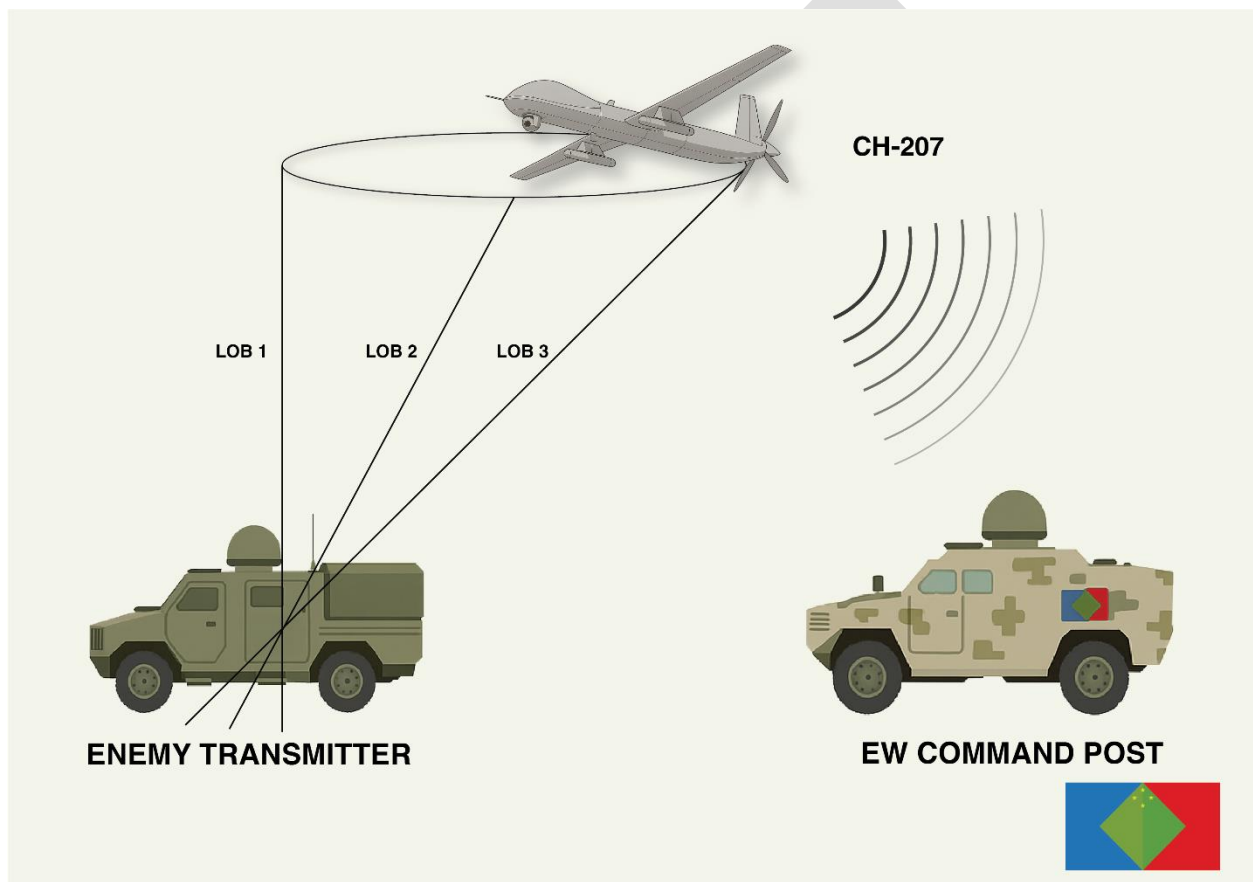 CH-207
LOB 1
LOB 2
LOB 3
ENEMY TRANSMITTER
EW COMMAND POST